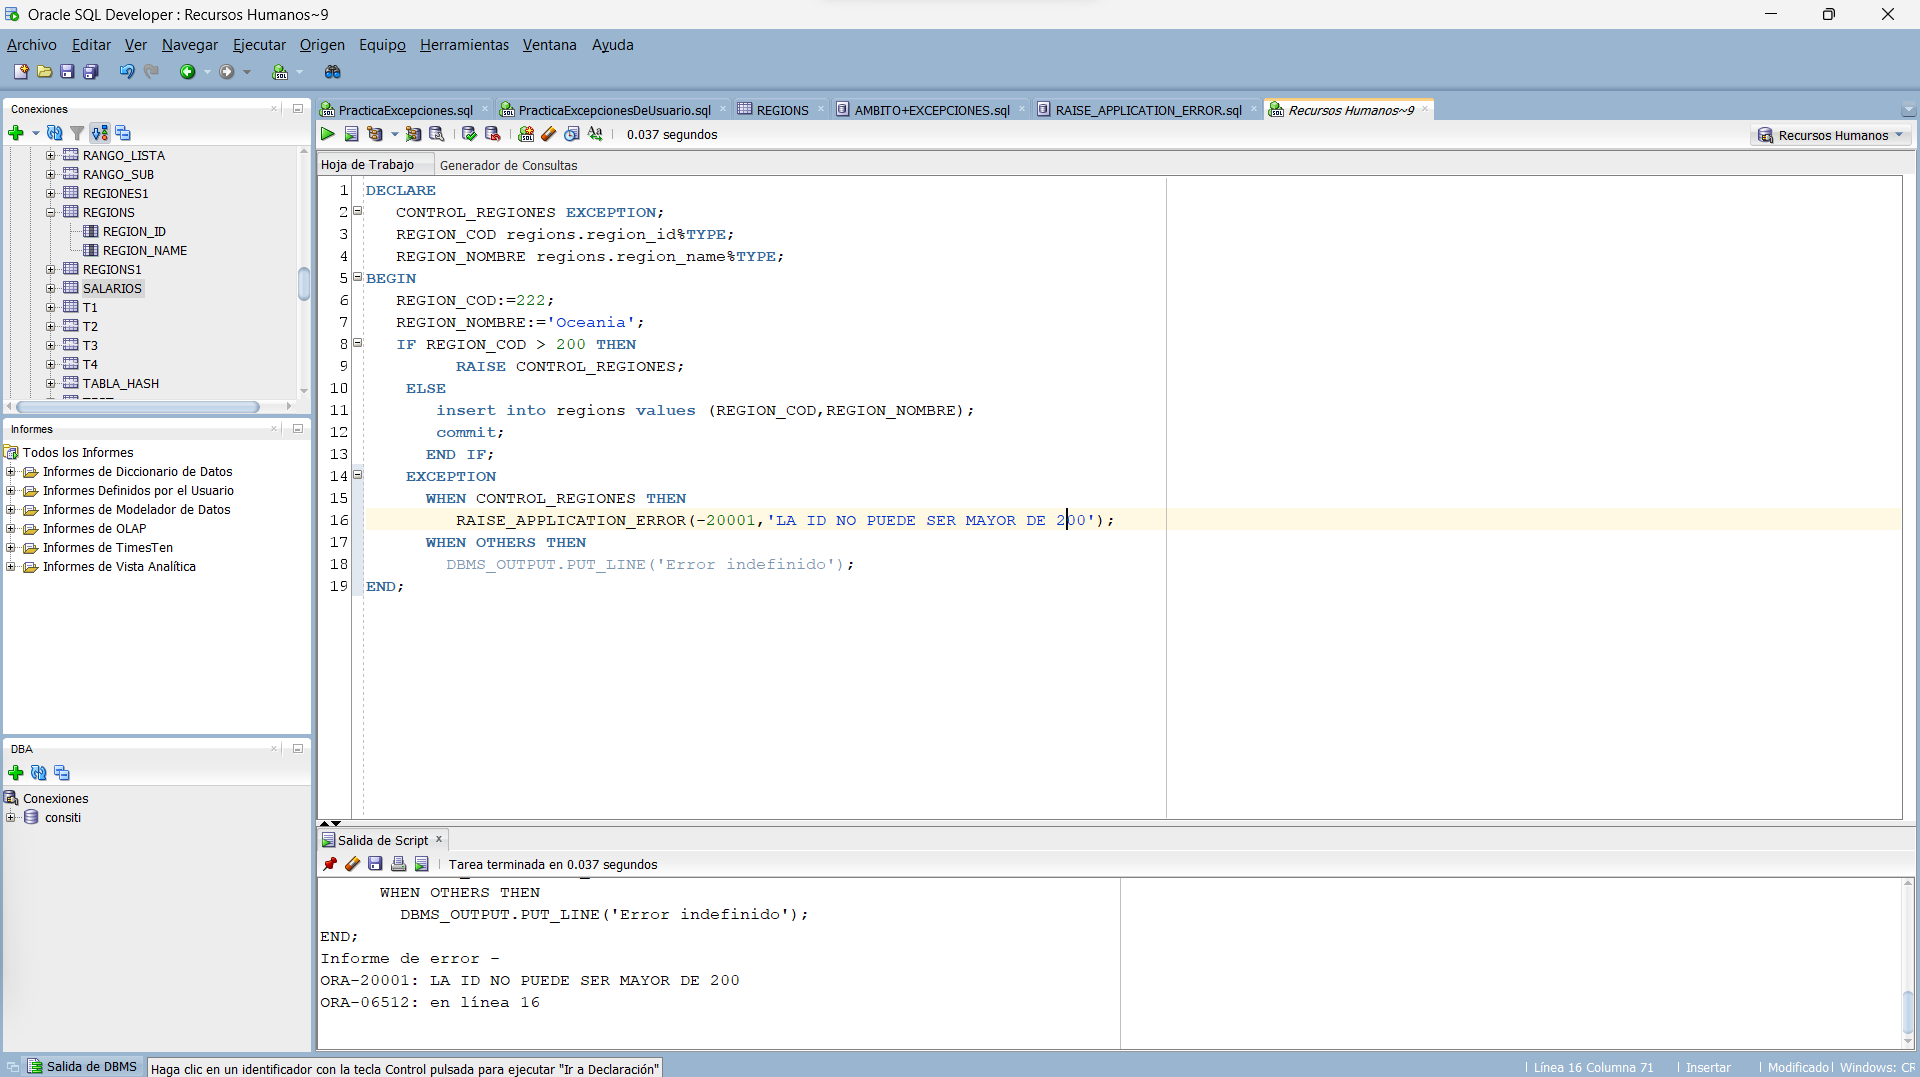 Oracle SQL Developer : Recursos Humanos~9
Archivo Editar Ver Navegar Ejecutar Origen Equipo Herramientas Ventana Ayuda
Conexiones
RANGO_LISTA
RANGO_SUB
REGIONES1
REGIONS
REGION_ID
REGION_NAME
REGIONS1
SALARIOS
T1
T2
T3
T4
TABLA_HASH
Informes
Todos los Informes
Informes de Diccionario de Datos
Informes Definidos por el Usuario
Informes de Modelador de Datos
Informes de OLAP
Informes de TimesTen
Informes de Vista Analítica
DBA
Conexiones
consiti
PracticaExcepciones.sql PracticaExcepcionesDeUsuario.sql REGIONS AMBITO+EXCEPCIONES.sql RAISE_APPLICATION_ERROR.sql Recursos Humanos~9
0.037 segundos Recursos Humanos
Hoja de Trabajo Generador de Consultas
1 DECLARE
2 CONTROL_REGIONES EXCEPTION;
3 REGION_COD regions.region_id%TYPE;
4 REGION_NOMBRE regions.region_name%TYPE;
5 BEGIN
6 REGION_COD:=222;
7 REGION_NOMBRE:='Oceania';
8 IF REGION_COD > 200 THEN
9 RAISE CONTROL_REGIONES;
10 ELSE
11 insert into regions values (REGION_COD,REGION_NOMBRE);
12 commit;
13 END IF;
14 EXCEPTION
15 WHEN CONTROL_REGIONES THEN
16 RAISE_APPLICATION_ERROR(-20001,'LA ID NO PUEDE SER MAYOR DE 200');
17 WHEN OTHERS THEN
18 DBMS_OUTPUT.PUT_LINE('Error indefinido');
19 END;
Salida de Script
Tarea terminada en 0.037 segundos
WHEN OTHERS THEN
DBMS_OUTPUT.PUT_LINE('Error indefinido');
END;
Informe de error -
ORA-20001: LA ID NO PUEDE SER MAYOR DE 200
ORA-06512: en línea 16
Salida de DBMS
Haga clic en un identificador con la tecla Control pulsada para ejecutar "Ir a Declaración"
Línea 16 Columna 71 Insertar Modificado Windows: CR